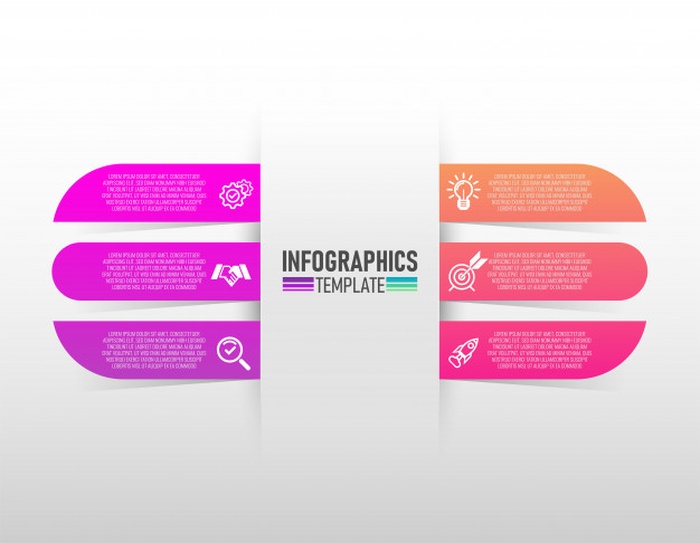 LOREM IPSUM DOLOR SIT AMET, CONSECTETUER
ADIPISCING ELIT, SED DIAM NONUMMY NIBH EUISMOD
TINCIDUNT UT LAOREET DOLORE MAGNA ALIQUAM
ERAT VOLUTPAT. UT WISI ENIM AD MINIM VENIAM, QUIS
NOSTRUD EXERCI TATION ULLAMCORPER SUSCIPIT
LOBORTIS NISL UT ALIQUIP EX EA COMMODO
LOREM IPSUM DOLOR SIT AMET, CONSECTETUER
ADIPISCING ELIT, SED DIAM NONUMMY NIBH EUISMOD
TINCIDUNT UT LAOREET DOLORE MAGNA ALIQUAM
ERAT VOLUTPAT. UT WISI ENIM AD MINIM VENIAM, QUIS
NOSTRUD EXERCI TATION ULLAMCORPER SUSCIPIT
LOBORTIS NISL UT ALIQUIP EX EA COMMODO
LOREM IPSUM DOLOR SIT AMET, CONSECTETUER
ADIPISCING ELIT, SED DIAM NONUMMY NIBH EUISMOD
TINCIDUNT UT LAOREET DOLORE MAGNA ALIQUAM
ERAT VOLUTPAT. UT WISI ENIM AD MINIM VENIAM, QUIS
NOSTRUD EXERCI TATION ULLAMCORPER SUSCIPIT
LOBORTIS NISL UT ALIQUIP EX EA COMMODO
INFOGRAPHICS
TEMPLATE
LOREM IPSUM DOLOR SIT AMET, CONSECTETUER
ADIPISCING ELIT, SED DIAM NONUMMY NIBH EUISMOD
TINCIDUNT UT LAOREET DOLORE MAGNA ALIQUAM
ERAT VOLUTPAT. UT WISI ENIM AD MINIM VENIAM, QUIS
NOSTRUD EXERCI TATION ULLAMCORPER SUSCIPIT
LOBORTIS NISL UT ALIQUIP EX EA COMMODO
LOREM IPSUM DOLOR SIT AMET, CONSECTETUER
ADIPISCING ELIT, SED DIAM NONUMMY NIBH EUISMOD
TINCIDUNT UT LAOREET DOLORE MAGNA ALIQUAM
ERAT VOLUTPAT. UT WISI ENIM AD MINIM VENIAM, QUIS
NOSTRUD EXERCI TATION ULLAMCORPER SUSCIPIT
LOBORTIS NISL UT ALIQUIP EX EA COMMODO
LOREM IPSUM DOLOR SIT AMET, CONSECTETUER
ADIPISCING ELIT, SED DIAM NONUMMY NIBH EUISMOD
TINCIDUNT UT LAOREET DOLORE MAGNA ALIQUAM
ERAT VOLUTPAT. UT WISI ENIM AD MINIM VENIAM, QUIS
NOSTRUD EXERCI TATION ULLAMCORPER SUSCIPIT
LOBORTIS NISL UT ALIQUIP EX EA COMMODO